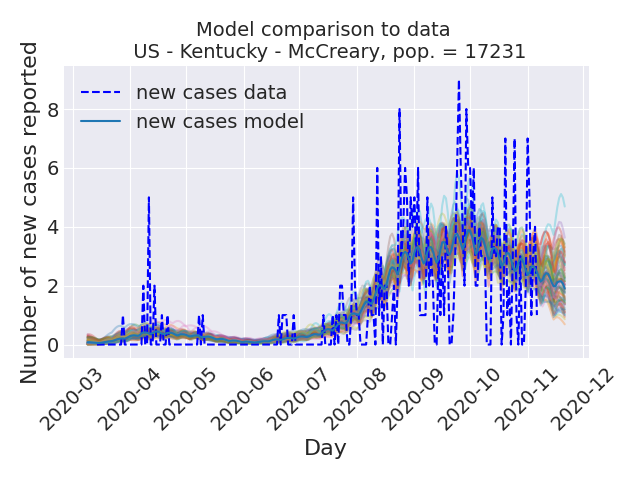 Model comparison to data
US - Kentucky - McCreary, pop. = 17231
Number of new cases reported
8
6
4
2
0
new cases data
new cases model
2020-03
2020-04
2020-05
2020-06
2020-07
2020-08
2020-09
2020-10
2020-11
2020-12
Day